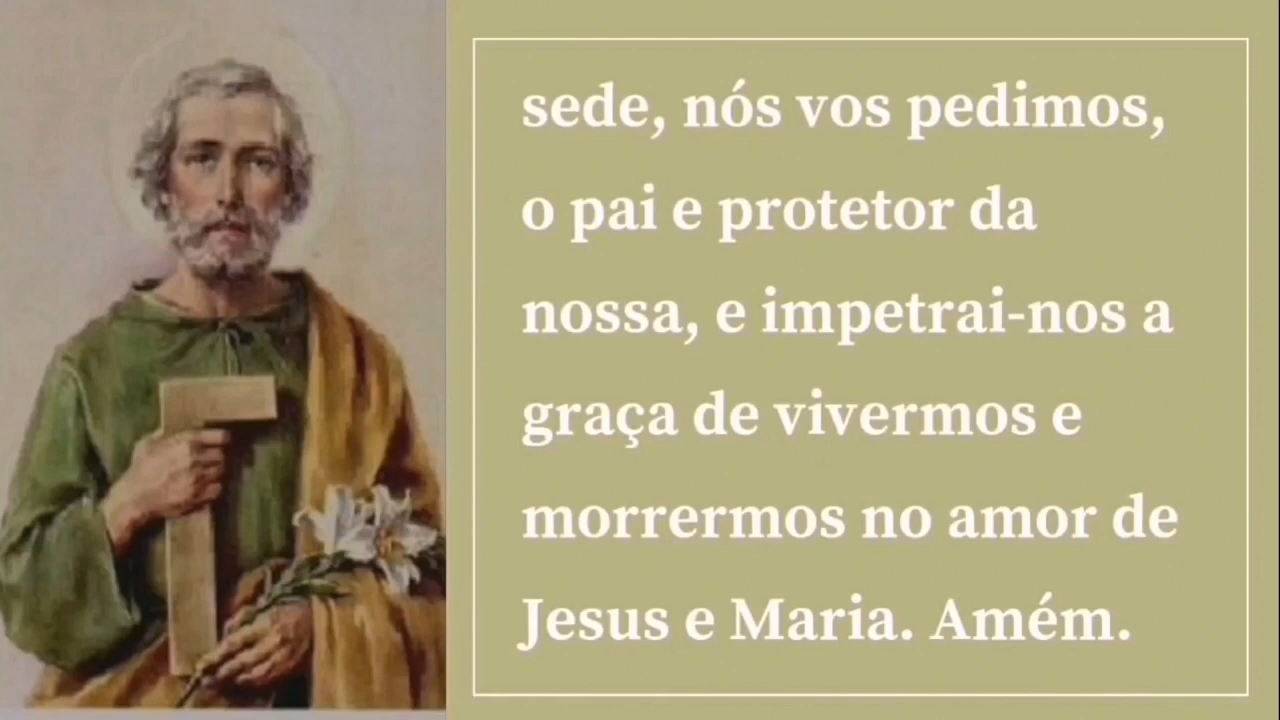 sede, nós vos pedimos,
o pai e protetor da
nossa, e impetrai-nos a
graça de vivermos e
morrermos no amor de
Jesus e Maria. Amém.